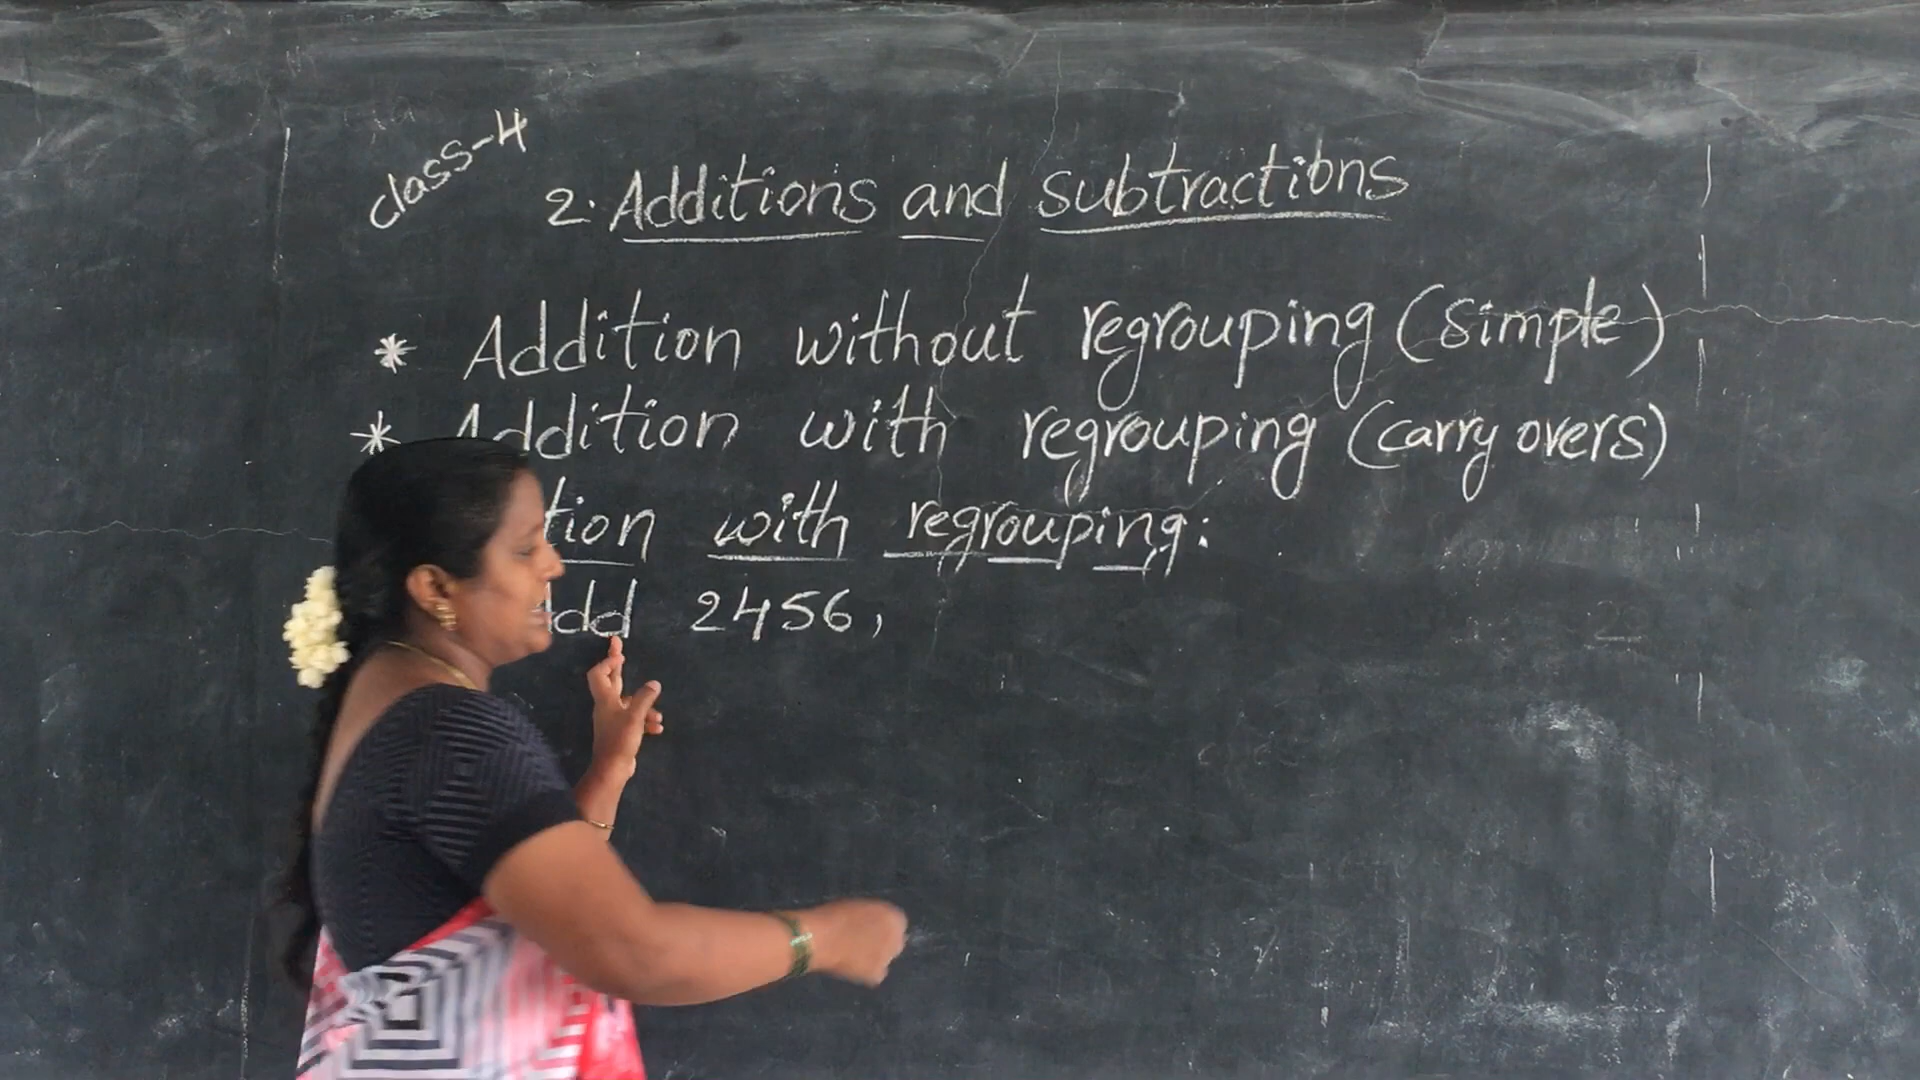 class-4
2. Additions and subtractions
* Addition without regrouping (simple)
* Addition with regrouping (carry overs)
tion with regrouping:
Add 2456,